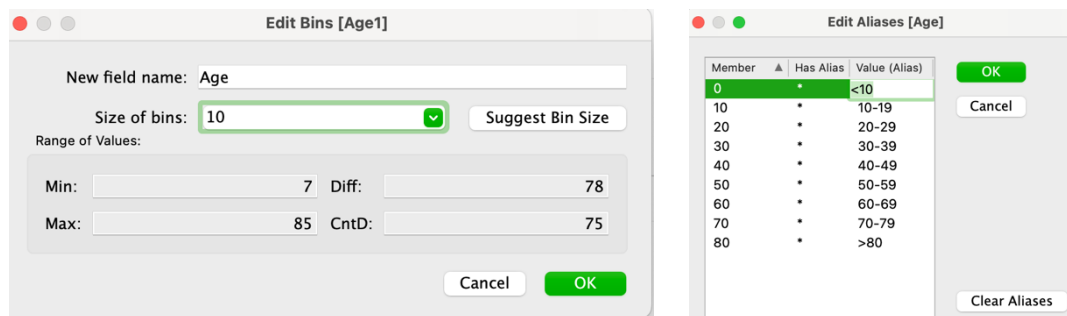 Edit Bins [Age1]
New field name: Age
Size of bins: 10 Suggest Bin Size
Range of Values:
Min: 7 Diff: 78
Max: 85 CntD: 75
Cancel OK
Edit Aliases [Age]
Member Has Alias Value (Alias)
0 * <10
10 * 10-19
20 * 20-29
30 * 30-39
40 * 40-49
50 * 50-59
60 * 60-69
70 * 70-79
80 * >80
OK
Cancel
Clear Aliases